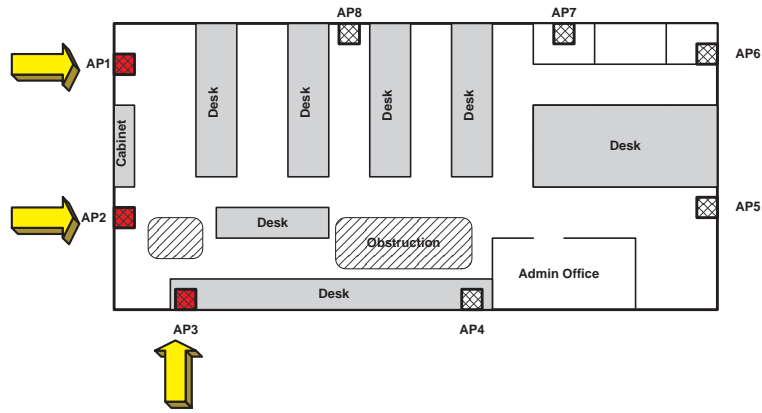 AP8
AP7
AP1
AP6
Desk
Desk
Desk
Desk
Cabinet
Desk
AP2
Desk
AP5
Obstruction
Admin Office
Desk
AP3
AP4